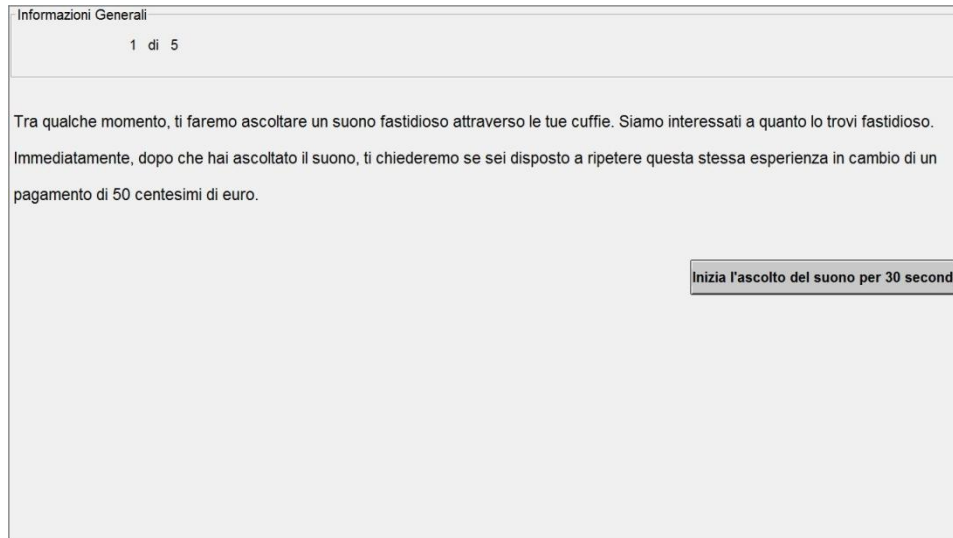 Informazioni Generali
1 di 5
Tra qualche momento, ti faremo ascoltare un suono fastidioso attraverso le tue cuffie. Siamo interessati a quanto lo trovi fastidioso.
Immediatamente, dopo che hai ascoltato il suono, ti chiederemo se sei disposto a ripetere questa stessa esperienza in cambio di un
pagamento di 50 centesimi di euro.
Inizia l'ascolto del suono per 30 second